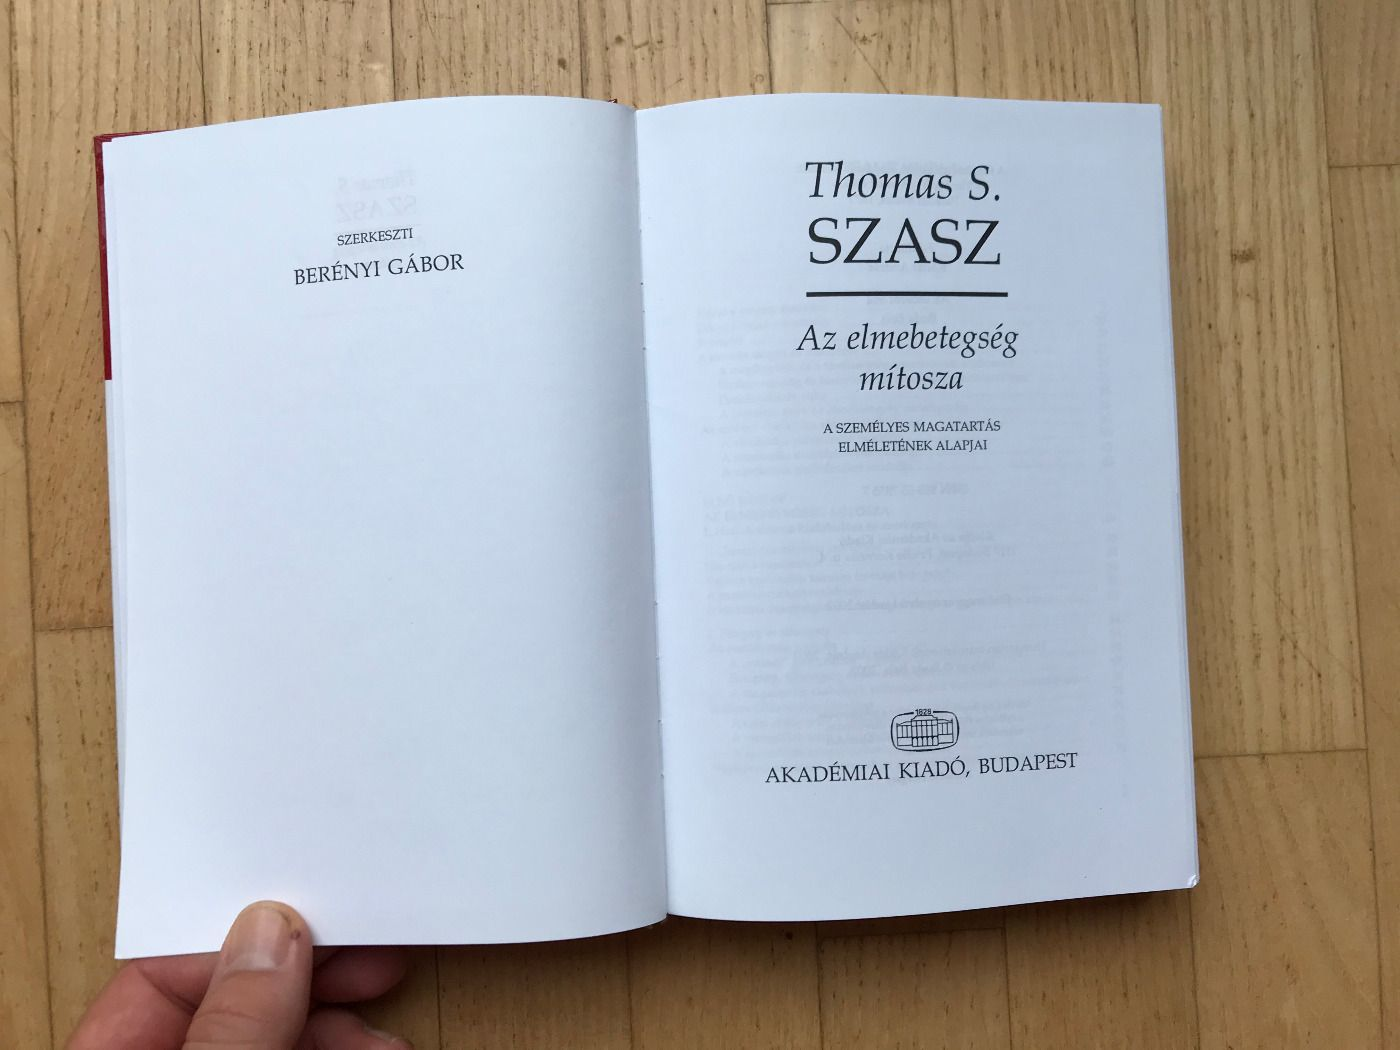 SZERKESZTI
BERÉNYI GÁBOR
Thomas S.
SZASZ
Az elmebetegség
mítosza
A SZEMÉLYES MAGATARTÁS
ELMÉLETÉNEK ALAPJAI
1828
AKADÉMIAI KIADÓ, BUDAPEST